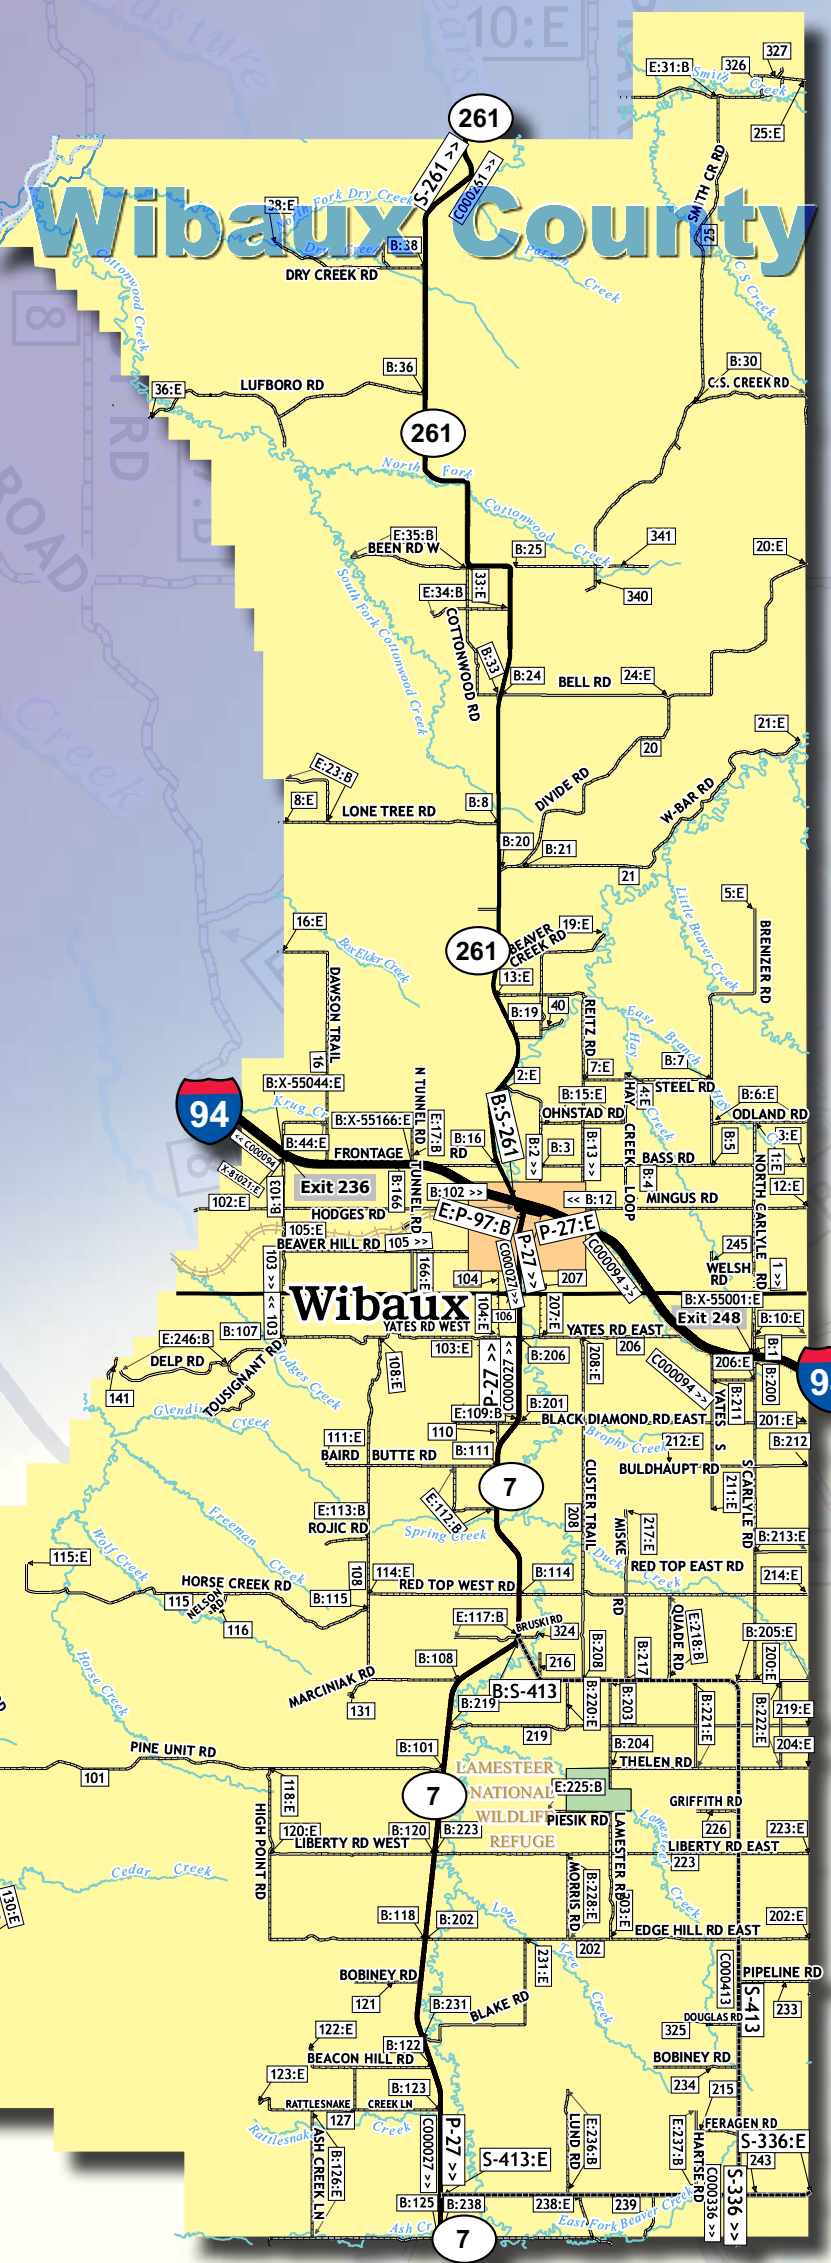 10:E
E:31:B
326
327
Smith Creek
25:E
261
S-261 >>
C000261 >>
SMITH CR RD
Wibaux County
North Fork Dry Creek
B:38
DRY CREEK RD
Parson Creek
25
C S Creek
Cottonwood Creek
8
B:36
B:30
36:E
LUFBORO RD
C.S. CREEK RD
261
RD
ROAD
North Fork Cottonwood Creek
E:35:B
BEEN RD W
B:25
341
20:E
33:E
E:34:B
340
COTTONWOOD RD
South Fork Cottonwood Creek
B:33
B:24
BELL RD
24:E
21:E
20
Creek
E:23:B
8:E
LONE TREE RD
B:8
DIVIDE RD
W-BAR RD
B:20
B:21
21
Little Beaver Creek
5:E
BRENIZER RD
16:E
BoxElder Creek
261
BEAVER CREEK RD
19:E
13:E
DAWSON TRAIL
B:19
40
REITZ RD
East Branch Hay Creek
16
B:7
7:E
STEEL RD
2:E
4:E
B:X-55044:E
N TUNNEL RD
B:15:E
B:6:E
94
Krug Cr
B:X-55166:E
E:17:B
B:S-261
OHNSTAD RD
HAY CREEK LOOP
ODLAND RD
<< C000094
B:44:E
B:16
B:2 >>
B:3
B:13 >>
B:5
3:E
FRONTAGE RD
BASS RD
1:E
X-81021:E
Exit 236
B:166
TUNNEL RD
B:102 >>
<< B:12
B:4
MINGUS RD
12:E
102:E
B:103
HODGES RD
E:P-97:B
P-27:E
NORTH CARLYLE RD
105:E
BEAVER HILL RD
105 >>
P-27 >>
C000027 >>
C000094 >>
245
WELSH RD
1 >>
103 >>
<< 103
166:E
104
207
B:X-55001:E
Wibaux
104:E
106
207:E
Exit 248
B:10:E
YATES RD WEST
YATES RD EAST
E:246:B
B:107
103:E
<< P-27
C000027 >>
B:206
206
208:E
B:1
DELP RD
Hodges Creek
108:E
206:E
C000094 >>
B:200
141
TOUSIGNANT RD
B:211
YATES S
Glendive Creek
E:109:B
B:201
BLACK DIAMOND RD EAST
201:E
111:E
110
Brophy Creek
212:E
B:212
BAIRD BUTTE RD
B:111
BULDHAUPT RD
7
CUSTER TRAIL
211:E
S CARLYLE RD
E:113:B
E:112:B
ROJIC RD
Spring Creek
208
MISKE RD
217:E
B:213:E
Freeman Creek
Wolf Creek
Duck Creek
115:E
RED TOP EAST RD
HORSE CREEK RD
108
114:E
B:114
214:E
RED TOP WEST RD
115
NELSON RD
B:115
116
E:117:B
BRUSKI RD
324
QUADE RD
E:218:B
B:205:E
Horse Creek
B:108
216
B:208
B:217
200:E
MARCINIAK RD
B:S-413
131
B:219
B:220:E
B:203
B:221:E
B:222:E
219:E
219
B:204
204:E
PINE UNIT RD
B:101
THELEN RD
101
LAMESTEER
NATIONAL
WILDLIFE
REFUGE
118:E
7
E:225:B
GRIFFITH RD
HIGH POINT RD
PIESIK RD
Lamesteer Creek
226
120:E
B:120
B:223
LAMESTER RD
223:E
LIBERTY RD WEST
LIBERTY RD EAST
223
Cedar Creek
MORRIS RD
B:228:E
203:E
130:E
B:118
B:202
Lone Tree Creek
202:E
EDGE HILL RD EAST
202
231:E
C000413
BOBINEY RD
PIPELINE RD
121
B:231
BLAKE RD
S-413
233
122:E
DOUGLAS RD
325
B:122
BEACON HILL RD
BOBINEY RD
123:E
B:123
234
215
RATTLESNAKE CREEK LN
127
Rattlesnake Creek
ASH CREEK LN
B:126:E
C000027 >>
P-27 >>
LUND RD
E:236:B
E:237:B
HARTSE RD
FERAGEN RD
S-336:E
S-413:E
C000336 >>
S-336 >>
243
B:125
B:238
238:E
239
Ash Cr
East Fork Beaver Creek
7